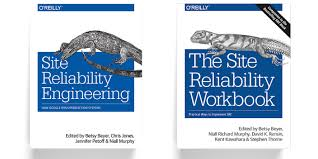 O'REILLY®
Site
Reliability
Engineering
HOW GOOGLE RUNS PRODUCTION SYSTEMS
Edited by Betsy Beyer, Chris Jones,
Jennifer Petoff & Niall Murphy
O'REILLY®
The Site
Reliability
Workbook
Practical Ways to Implement SRE
Edited by Betsy Beyer,
Niall Richard Murphy, David K. Rensin,
Kent Kawahara & Stephen Thorne